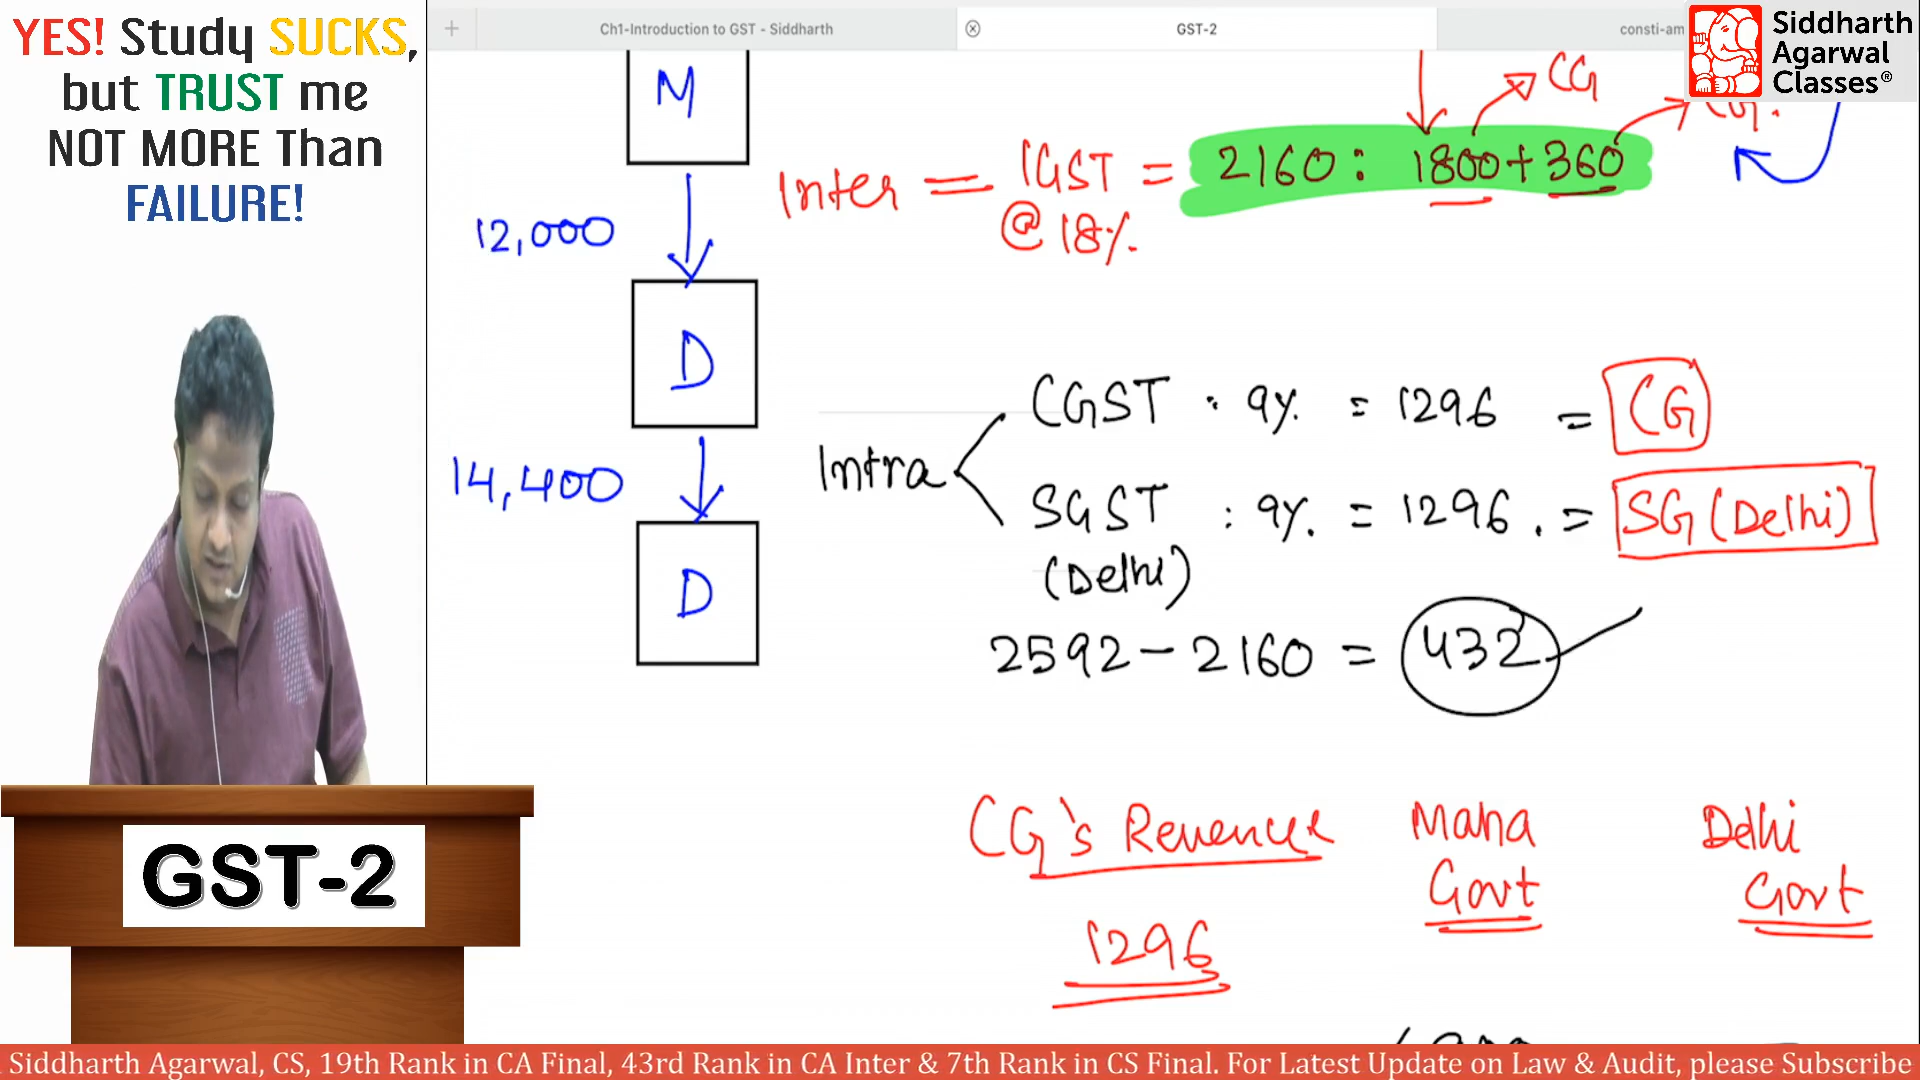 YES! Study SUCKS,
but TRUST me
NOT MORE Than
FAILURE!
Ch1-Introduction to GST - Siddharth
GST-2
consti-am
Siddharth
Agarwal
Classes®
M
CG
CG.
Inter = IGST = 2160 : 1800 + 360
@ 18%.
12,000
D
Intra
CGST : 9% = 1296 = CG
14,400
SGST : 9%. = 1296. = SG (Delhi)
(Delhi)
D
2592 - 2160 = 432
CG's Revenue
Maha
Govt
Delhi
Govt
1296
GST-2
Siddharth Agarwal, CS, 19th Rank in CA Final, 43rd Rank in CA Inter & 7th Rank in CS Final. For Latest Update on Law & Audit, please Subscribe